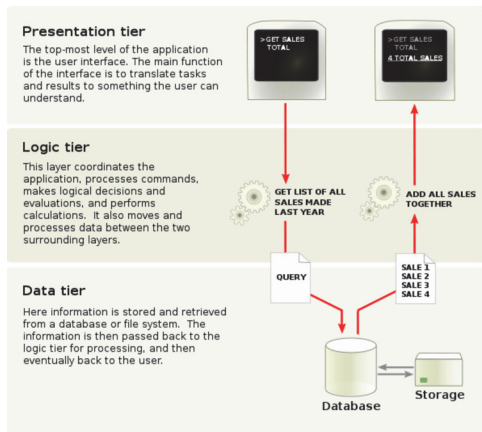 Presentation tier
The top-most level of the application
is the user interface. The main function
of the interface is to translate tasks
and results to something the user can
understand.
>GET SALES
TOTAL
>GET SALES
TOTAL
4 TOTAL SALES
Logic tier
This layer coordinates the
application, processes commands,
makes logical decisions and
evaluations, and performs
calculations. It also moves and
processes data between the two
surrounding layers.
GET LIST OF ALL
SALES MADE
LAST YEAR
ADD ALL SALES
TOGETHER
QUERY
SALE 1
SALE 2
SALE 3
SALE 4
Data tier
Here information is stored and retrieved
from a database or file system. The
information is then passed back to the
logic tier for processing, and then
eventually back to the user.
Database
Storage